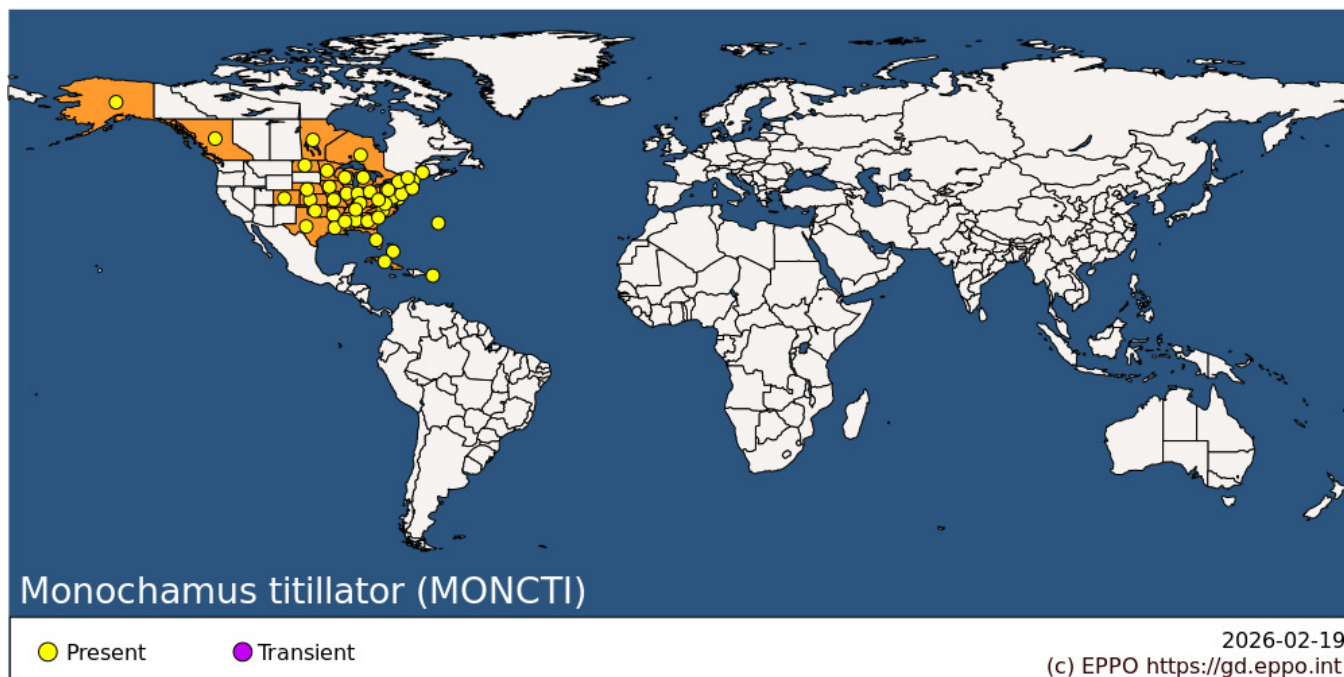 Monochamus titillator (MONCTI)
Present
Transient
2026-02-19
(c) EPPO https://gd.eppo.int